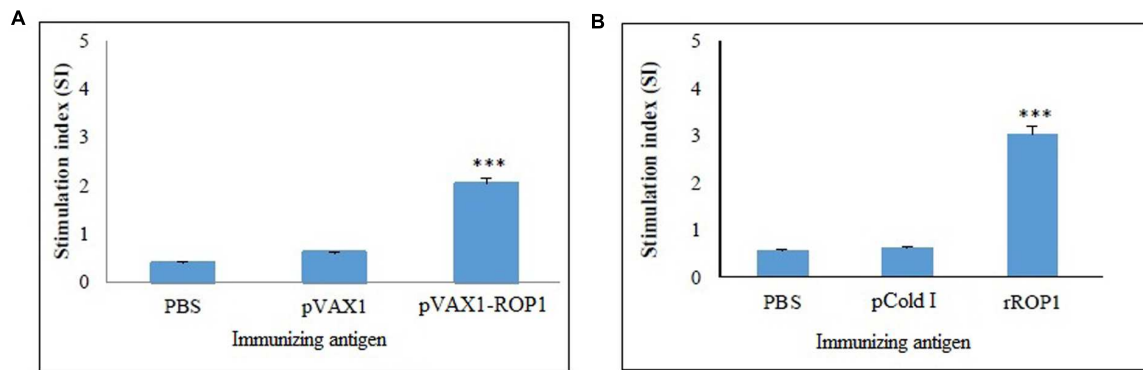 A
Stimulation index (SI)
5
4
3
2
1
0
***
PBS pVAX1 pVAX1-ROP1
Immunizing antigen
B
Stimulation index (SI)
5
4
3
2
1
0
***
PBS pCold I rROP1
Immunizing antigen